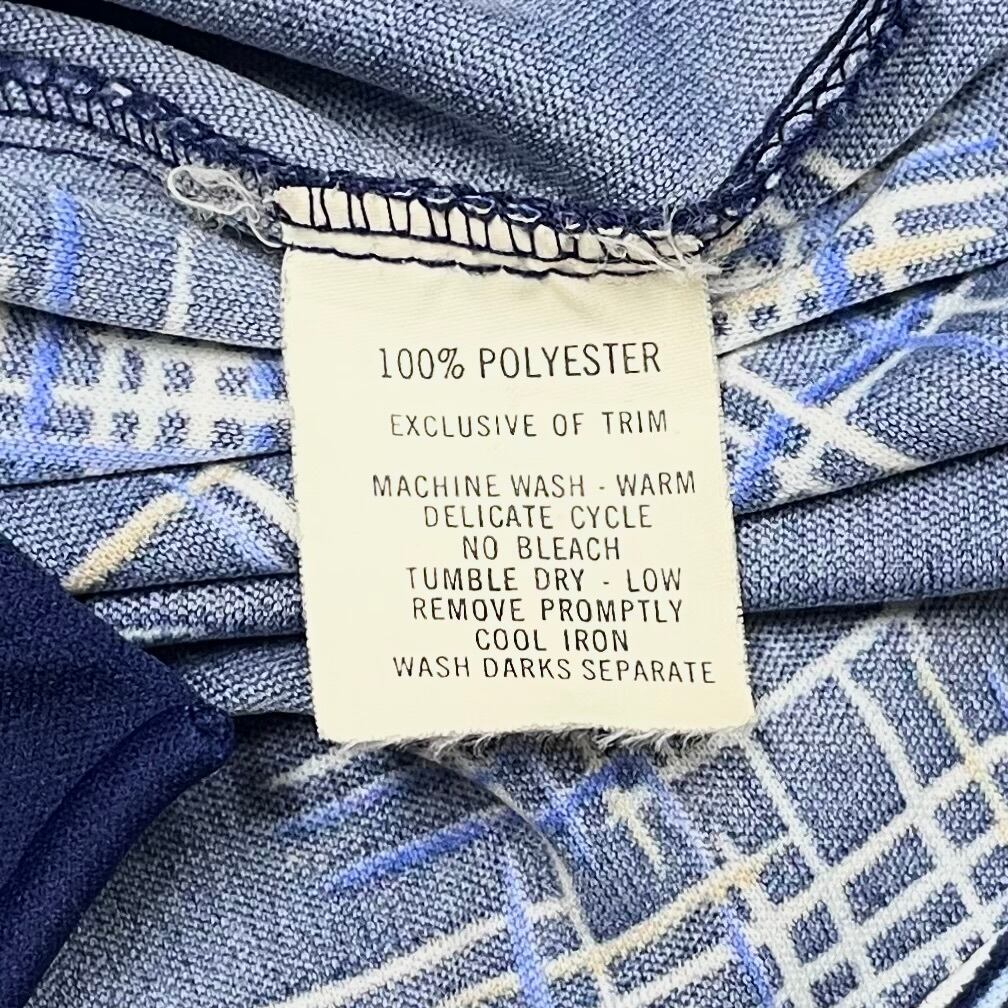 100% POLYESTER
EXCLUSIVE OF TRIM
MACHINE WASH - WARM
DELICATE CYCLE
NO BLEACH
TUMBLE DRY - LOW
REMOVE PROMPTLY
COOL IRON
WASH DARKS SEPARATE